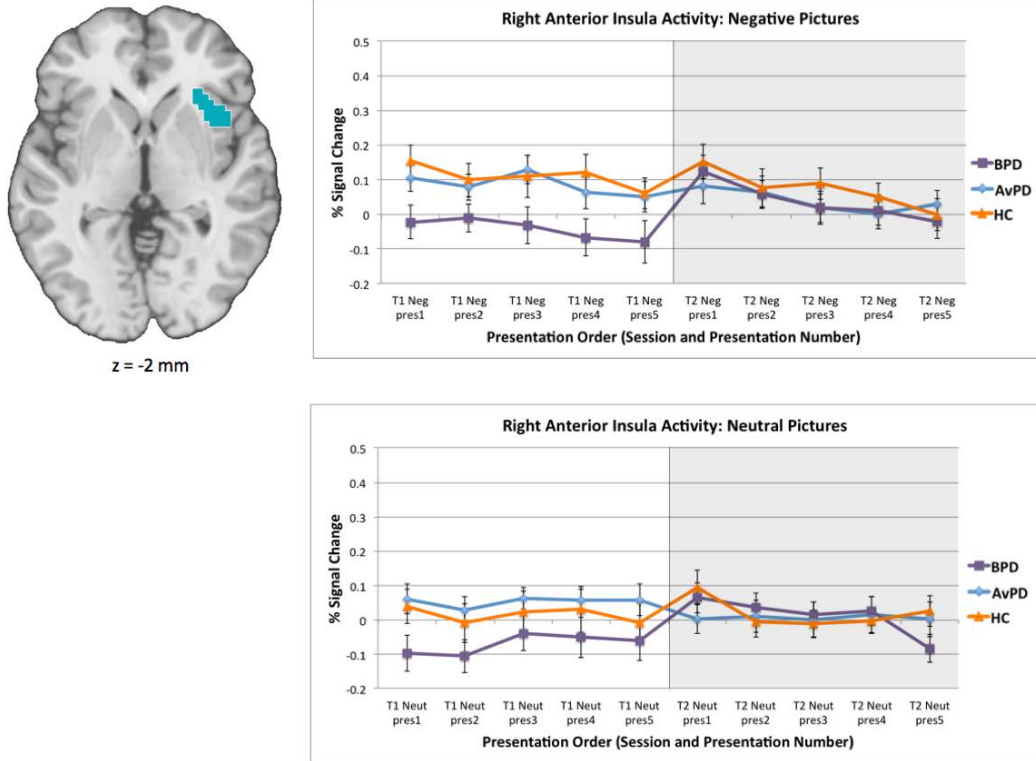 z = -2 mm
Right Anterior Insula Activity: Negative Pictures
% Signal Change
0.5
0.4
0.3
0.2
0.1
0
-0.1
-0.2
T1 Neg pres1
T1 Neg pres2
T1 Neg pres3
T1 Neg pres4
T1 Neg pres5
T2 Neg pres1
T2 Neg pres2
T2 Neg pres3
T2 Neg pres4
T2 Neg pres5
Presentation Order (Session and Presentation Number)
BPD
AvPD
HC
Right Anterior Insula Activity: Neutral Pictures
% Signal Change
0.5
0.4
0.3
0.2
0.1
0
-0.1
-0.2
T1 Neut pres1
T1 Neut pres2
T1 Neut pres3
T1 Neut pres4
T1 Neut pres5
T2 Neut pres1
T2 Neut pres2
T2 Neut pres3
T2 Neut pres4
T2 Neut pres5
Presentation Order (Session and Presentation Number)
BPD
AvPD
HC